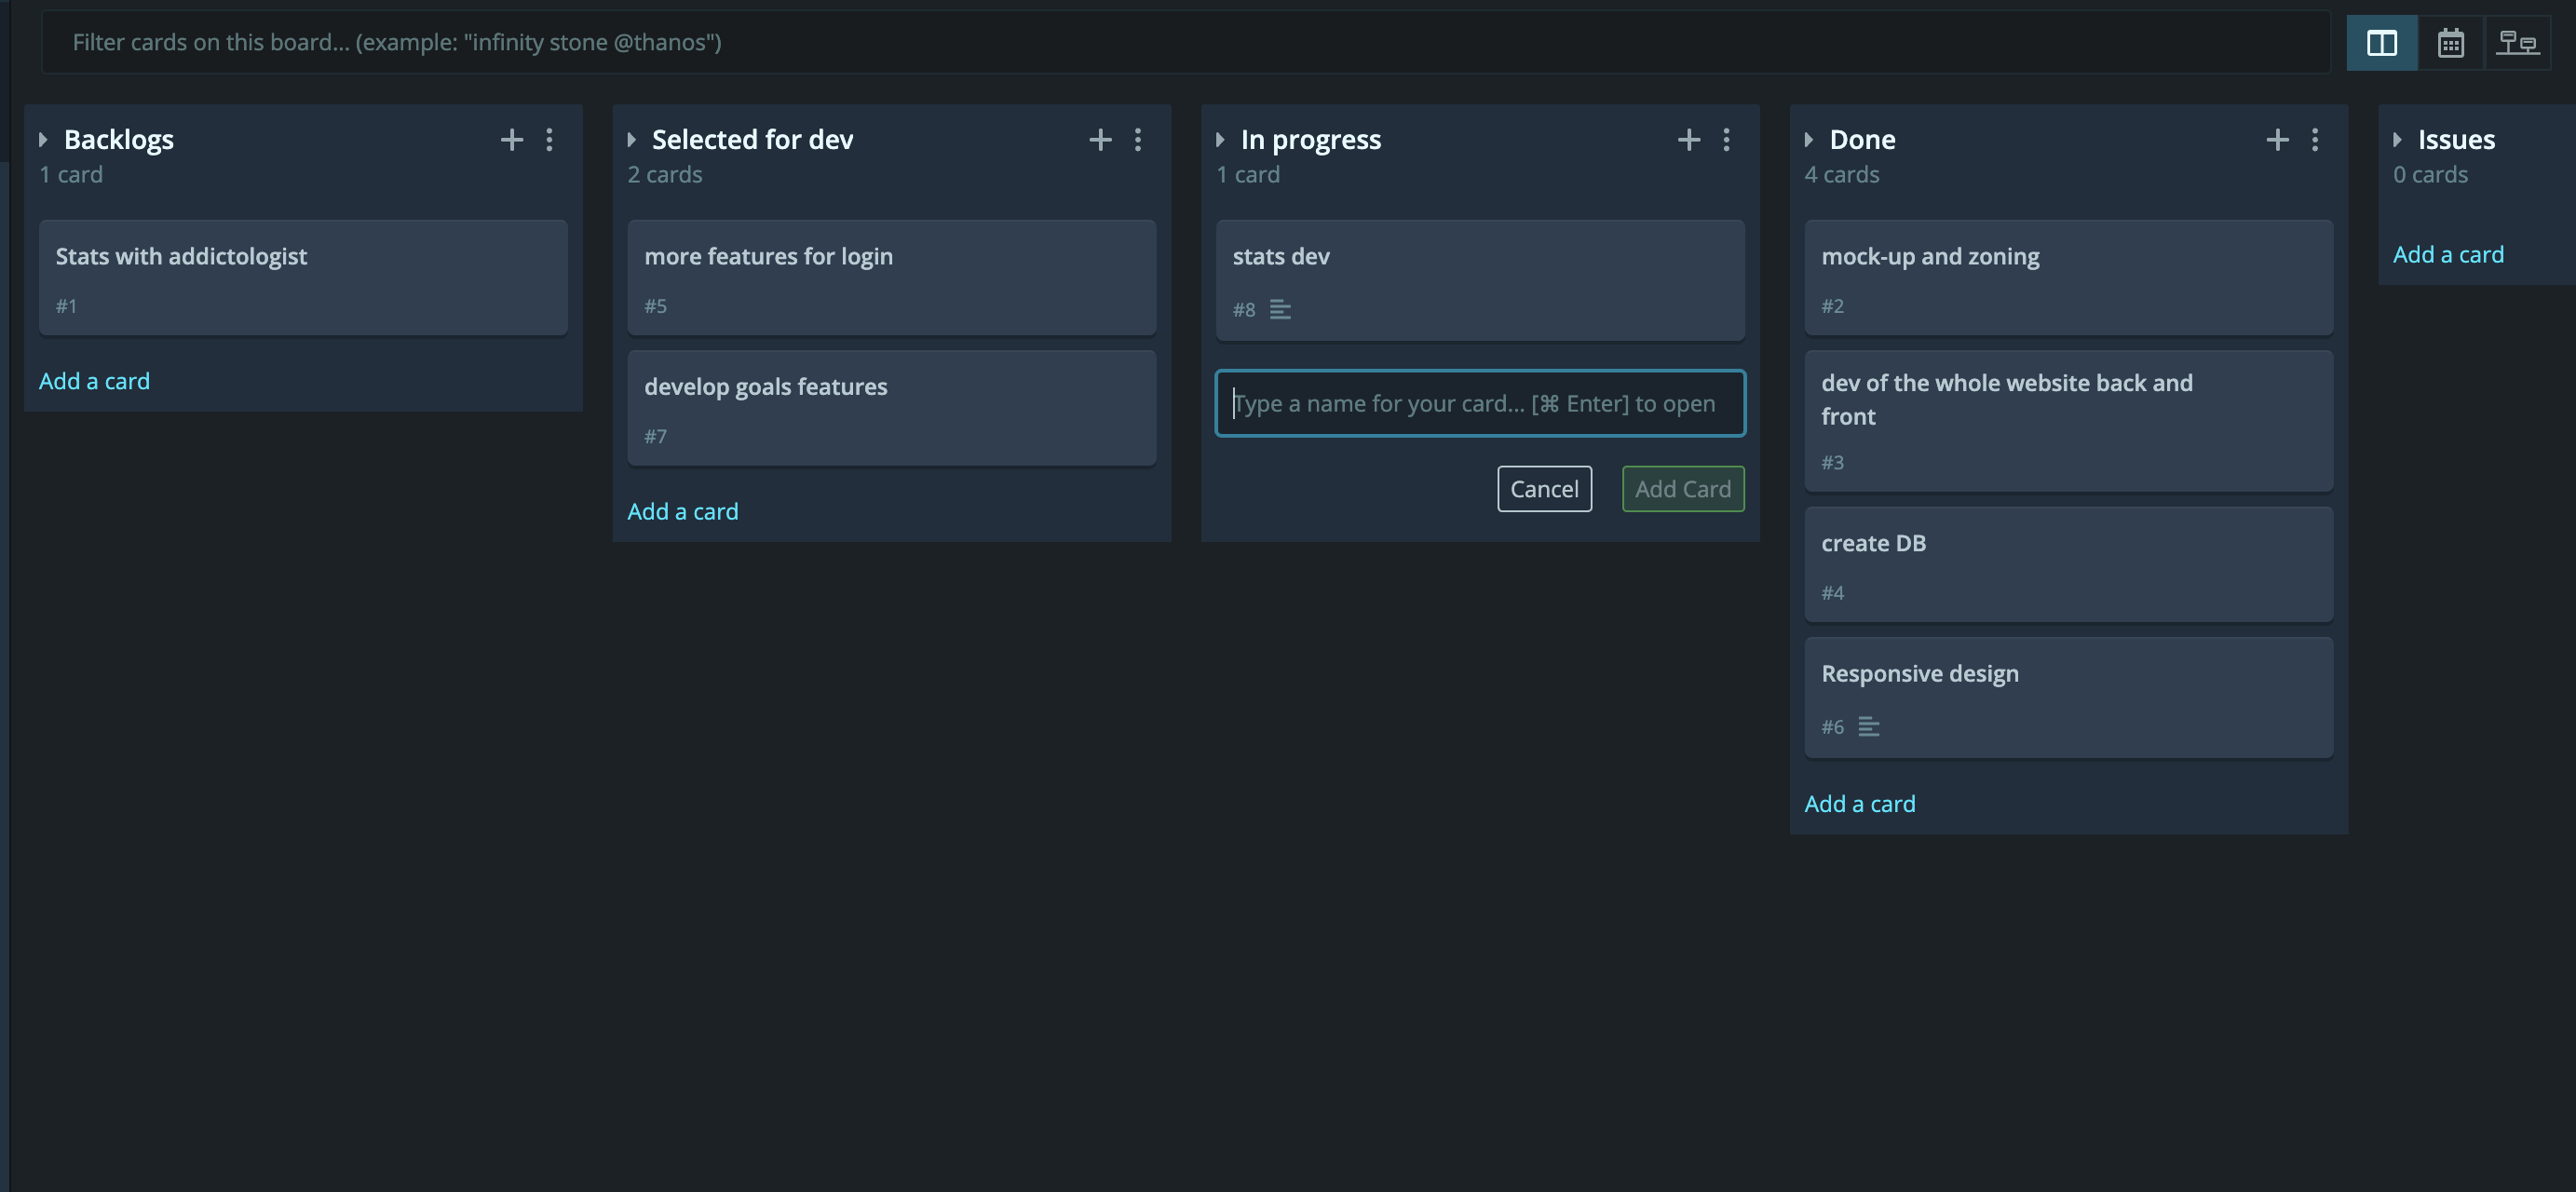 Filter cards on this board... (example: "infinity stone @thanos")
Backlogs
1 card
Stats with addictologist
#1
Add a card
Selected for dev
2 cards
more features for login
#5
develop goals features
#7
Add a card
In progress
1 card
stats dev
#8
Type a name for your card... [⌘ Enter] to open
Cancel
Add Card
Done
4 cards
mock-up and zoning
#2
dev of the whole website back and
front
#3
create DB
#4
Responsive design
#6
Add a card
Issues
0 cards
Add a card